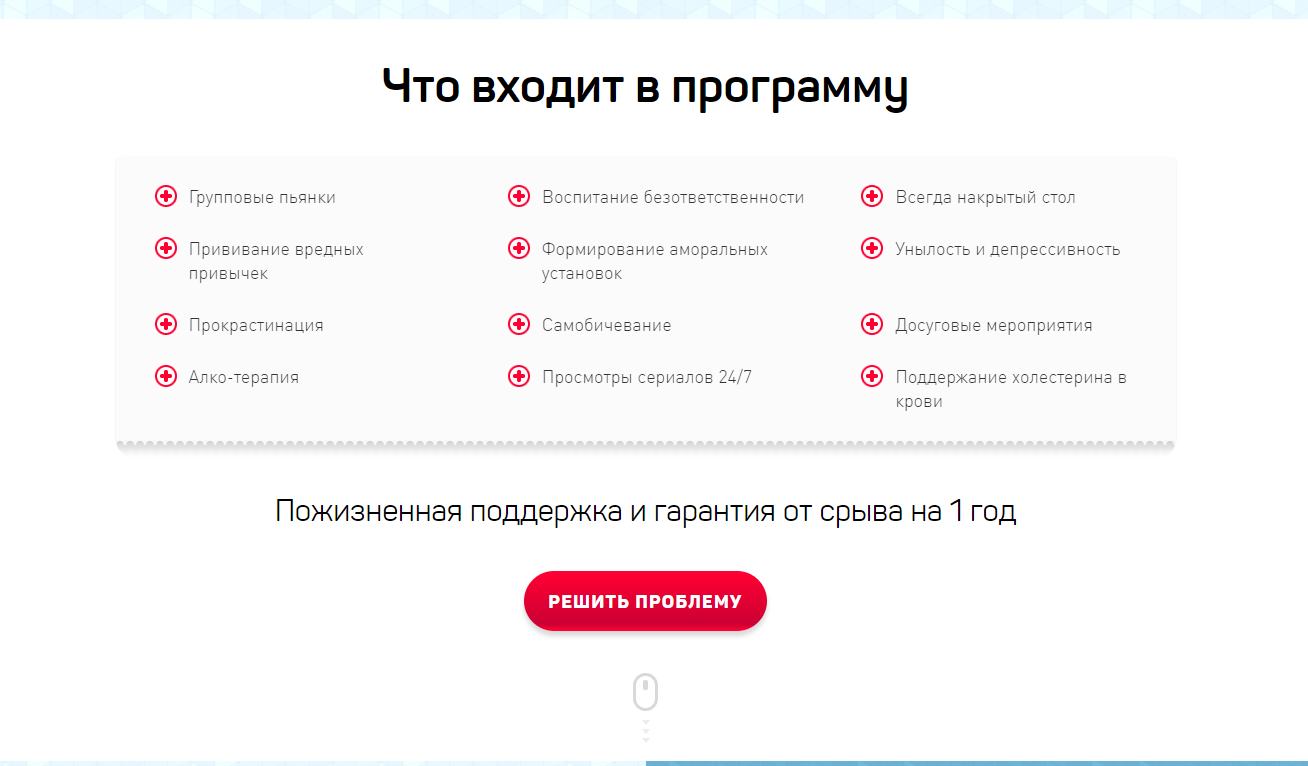 Что входит в программу
Групповые пьянки
Воспитание безответственности
Всегда накрытый стол
Прививание вредных
привычек
Формирование аморальных
установок
Унылость и депрессивность
Прокрастинация
Самобичевание
Досуговые мероприятия
Алко-терапия
Просмотры сериалов 24/7
Поддержание холестерина в
крови
Пожизненная поддержка и гарантия от срыва на 1 год
РЕШИТЬ ПРОБЛЕМУ